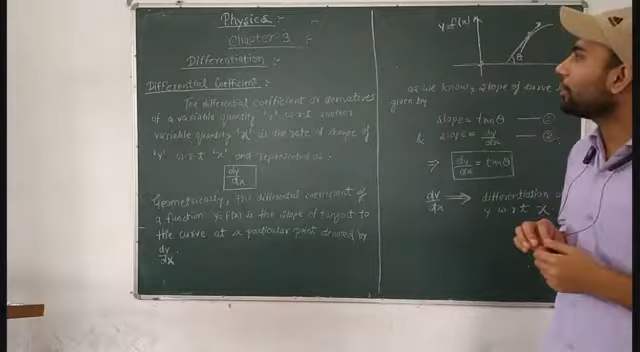 Physics :-
Chapter-3
Differentiation :-
Differential Coefficient :-
The differential coefficient or derivatives
of a variable quantity 'y' w.r.t another
variable quantity 'x' is the rate of change of
'y' w.r.t 'x' and represented as -
dy/dx
Geometrically, the differential coefficient of
a function y=f(x) is the slope of tangent to
the curve at a particular point denoted by
dy/dx.
y=f(x)
θ
as we know, slope of curve is
given by
slope = tanθ — ①
& slope = dy/dx — ②
⇒ dy/dx = tanθ
dy/dx ⟹ differentiation of
y w.r.t x.